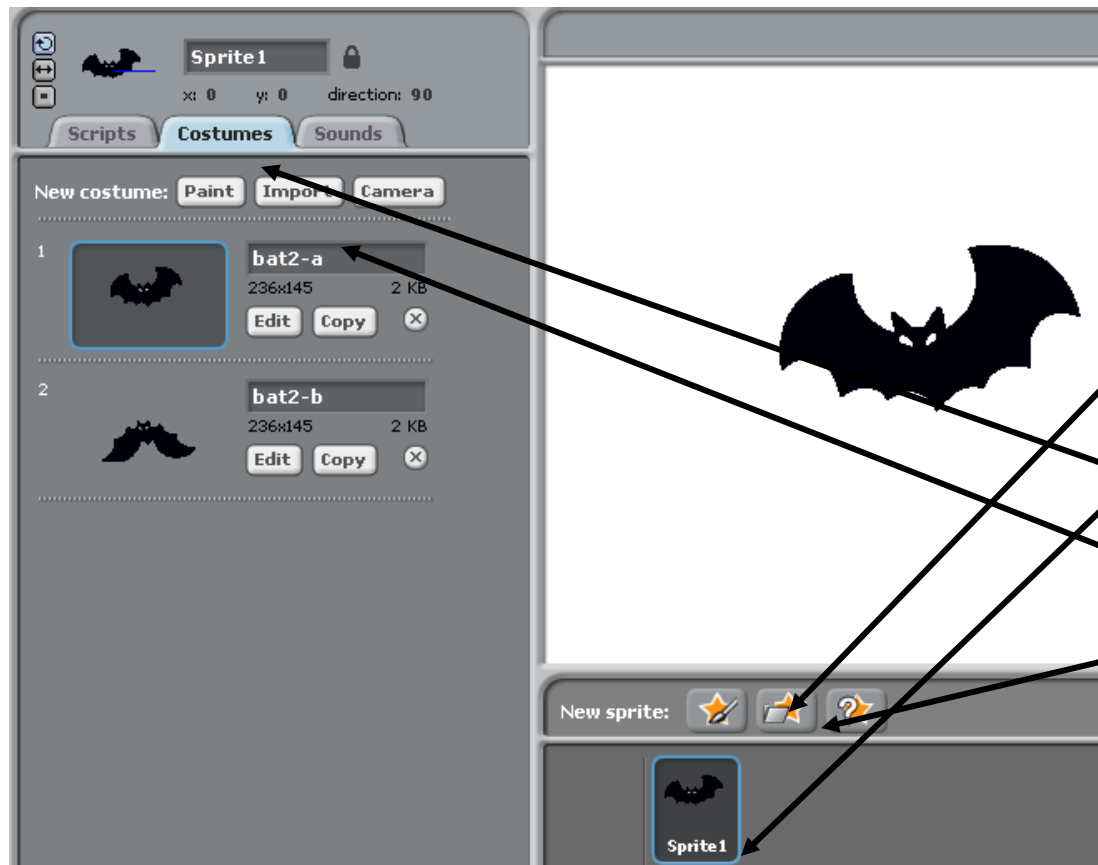 Sprite1
x: 0 y: 0 direction: 90
Scripts Costumes Sounds
New costume: Paint Import Camera
1
bat2-a
236x145 2 KB
Edit Copy
2
bat2-b
236x145 2 KB
Edit Copy
New sprite:
Sprite1